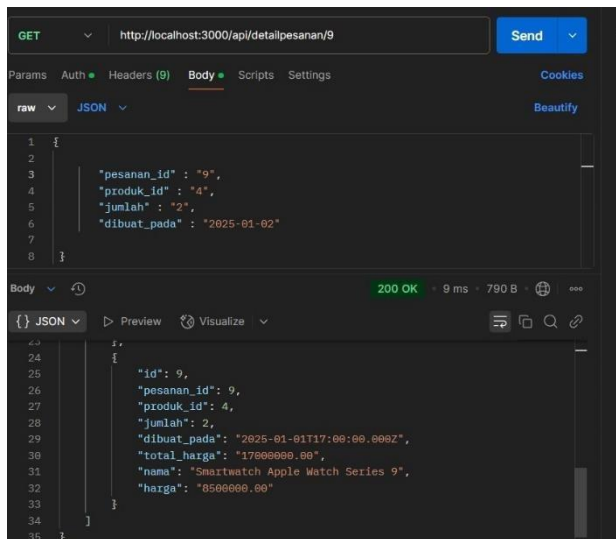 GET http://localhost:3000/api/detailpesanan/9 Send
Params Auth Headers (9) Body Scripts Settings Cookies
raw JSON Beautify
1 {
2
3 "pesanan_id" : "9",
4 "produk_id" : "4",
5 "jumlah" : "2",
6 "dibuat_pada" : "2025-01-02"
7
8 }
Body 200 OK 9 ms 790 B
{} JSON Preview Visualize
23 },
24 {
25 "id": 9,
26 "pesanan_id": 9,
27 "produk_id": 4,
28 "jumlah": 2,
29 "dibuat_pada": "2025-01-01T17:00:00.000Z",
30 "total_harga": "17000000.00",
31 "nama": "Smartwatch Apple Watch Series 9",
32 "harga": "8500000.00"
33 }
34 ]
35 }